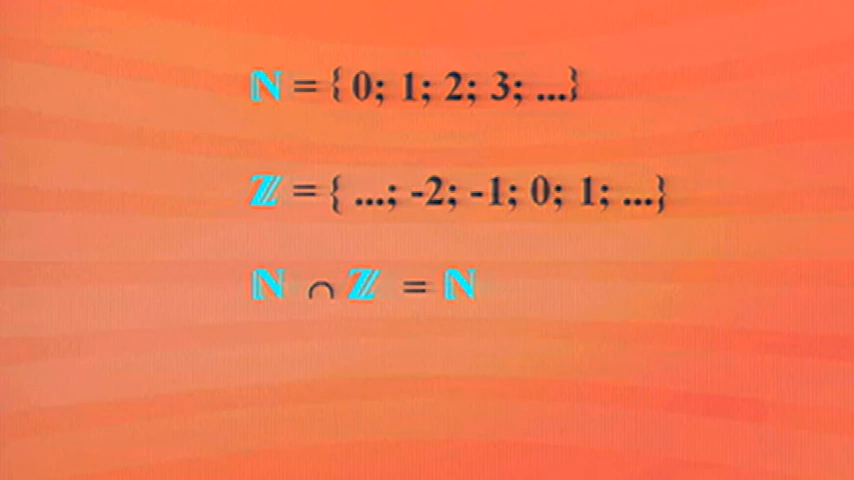 ℕ = { 0; 1; 2; 3; ...}
ℤ = { ...; -2; -1; 0; 1; ...}
ℕ ∩ ℤ = ℕ